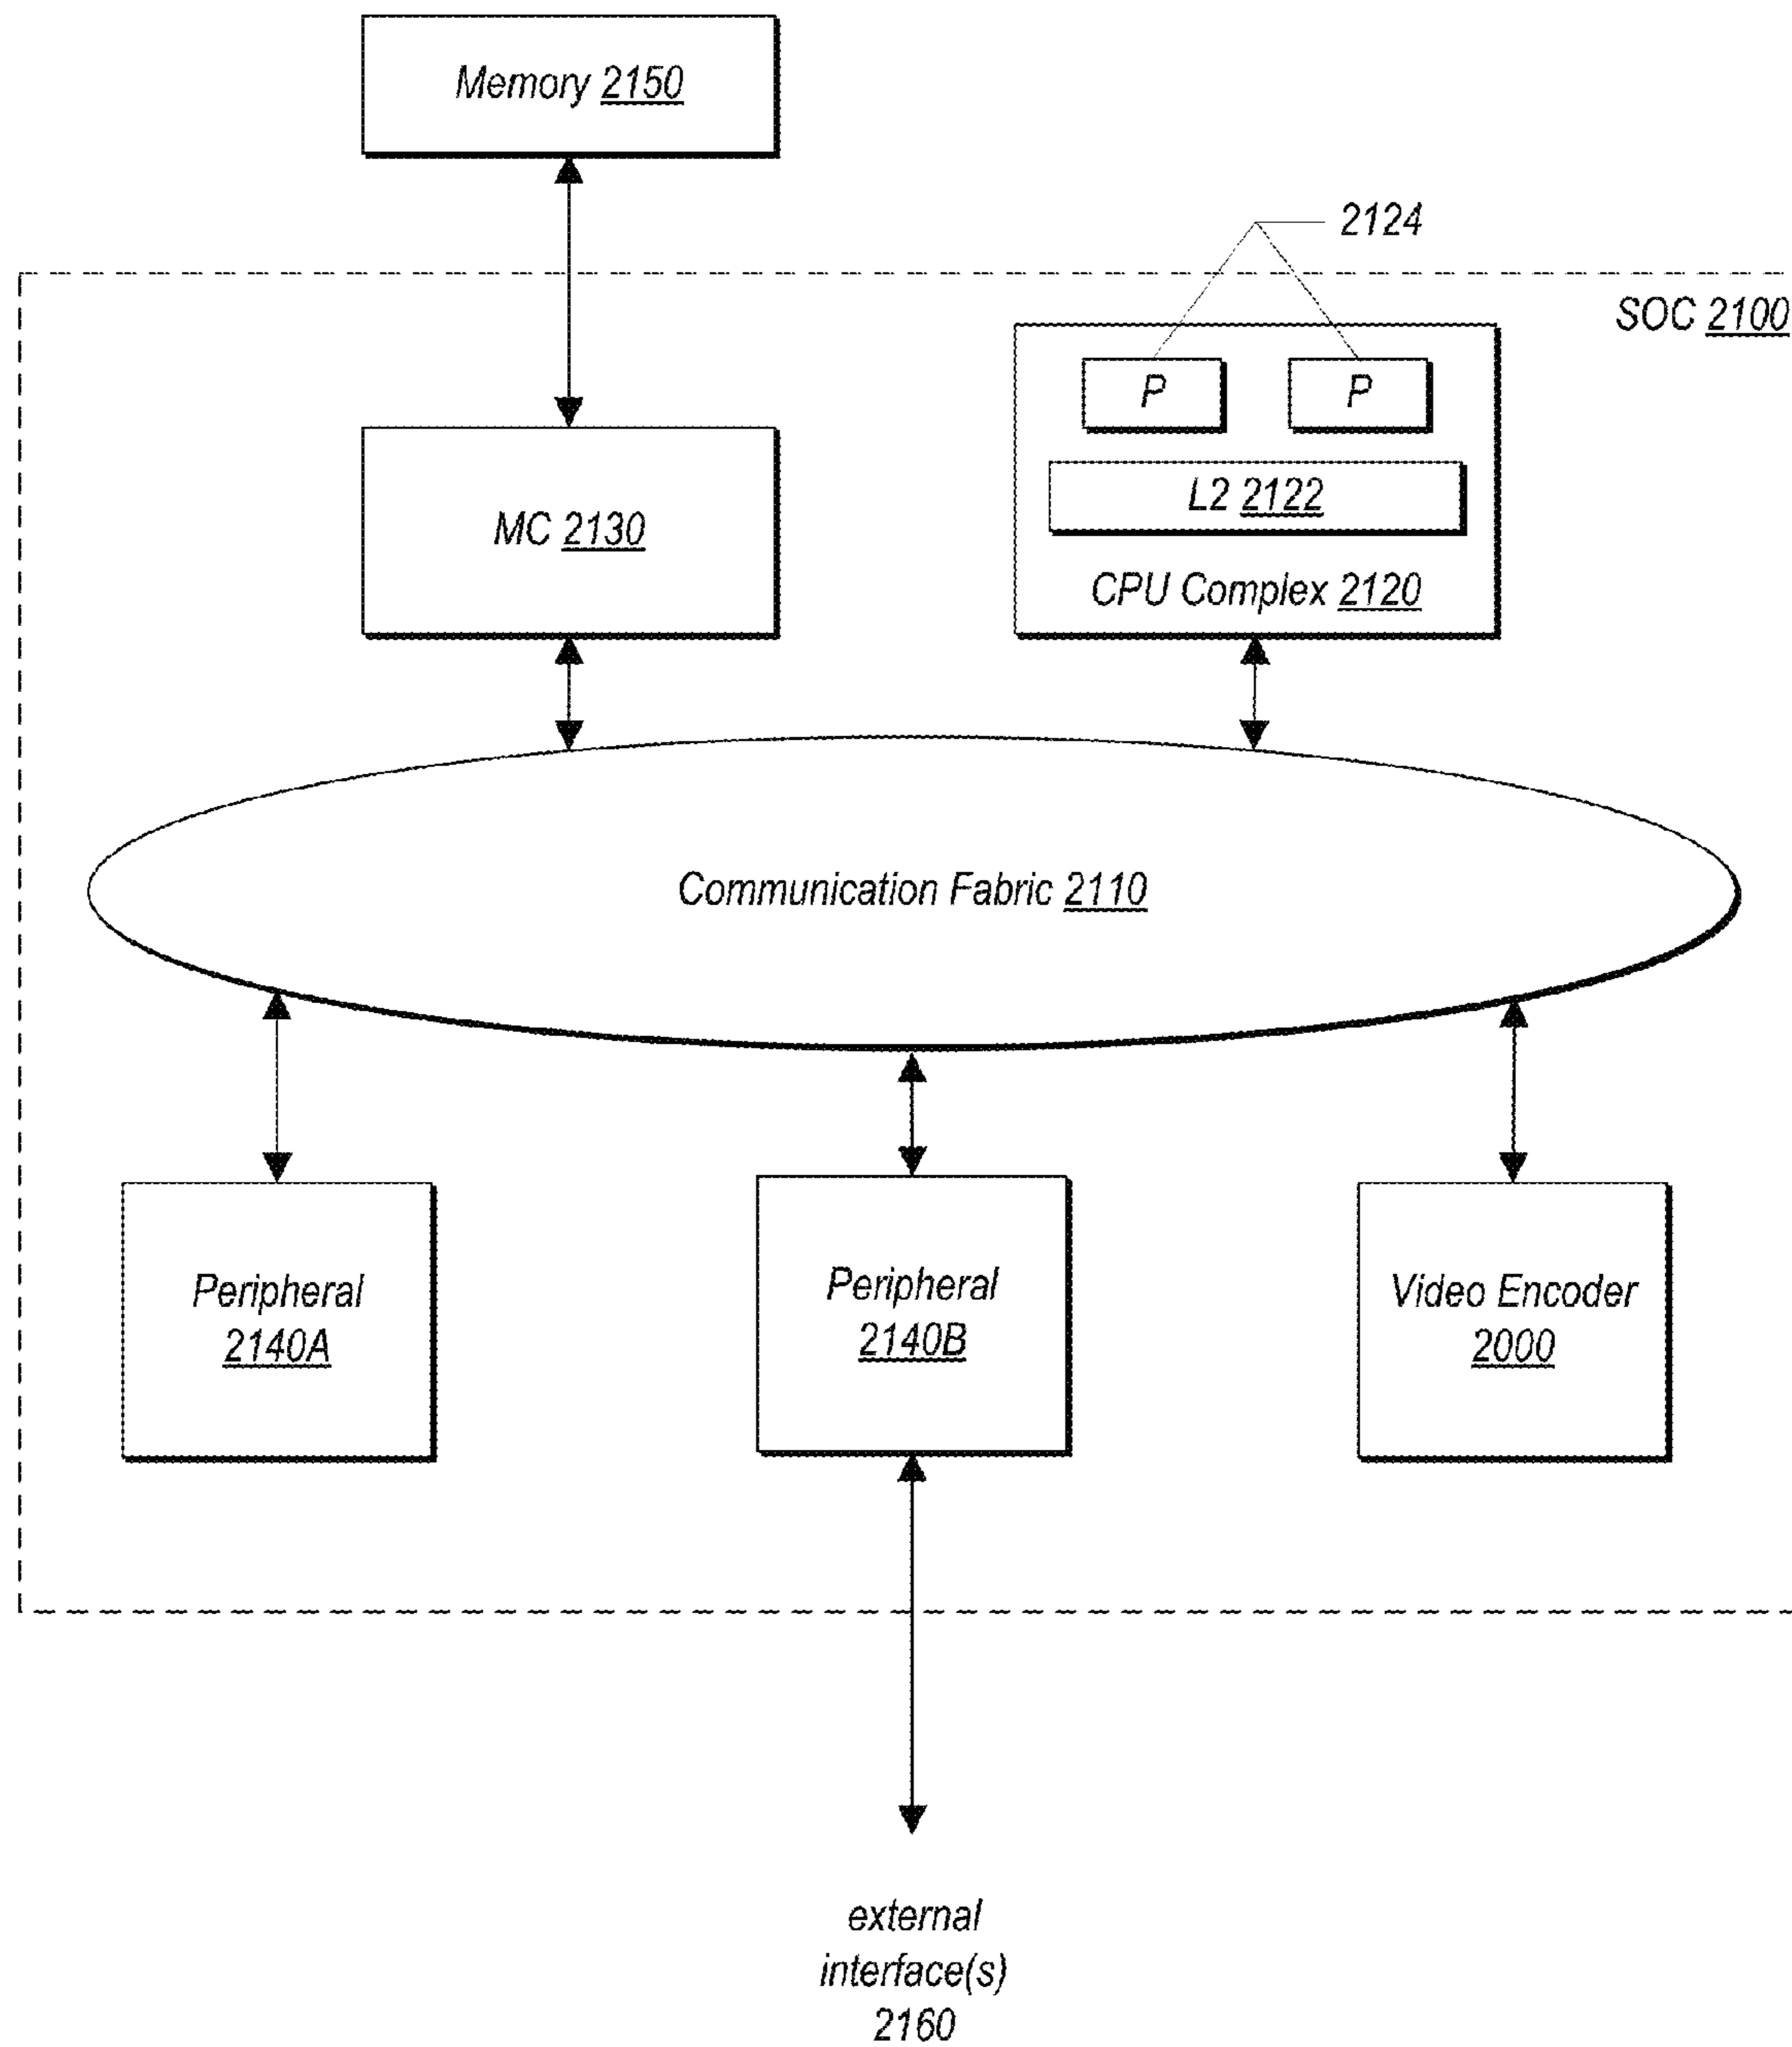 Memory 2150
2124
SOC 2100
P
P
L2 2122
MC 2130
CPU Complex 2120
Communication Fabric 2110
Peripheral
2140A
Peripheral
2140B
Video Encoder
2000
external
interface(s)
2160